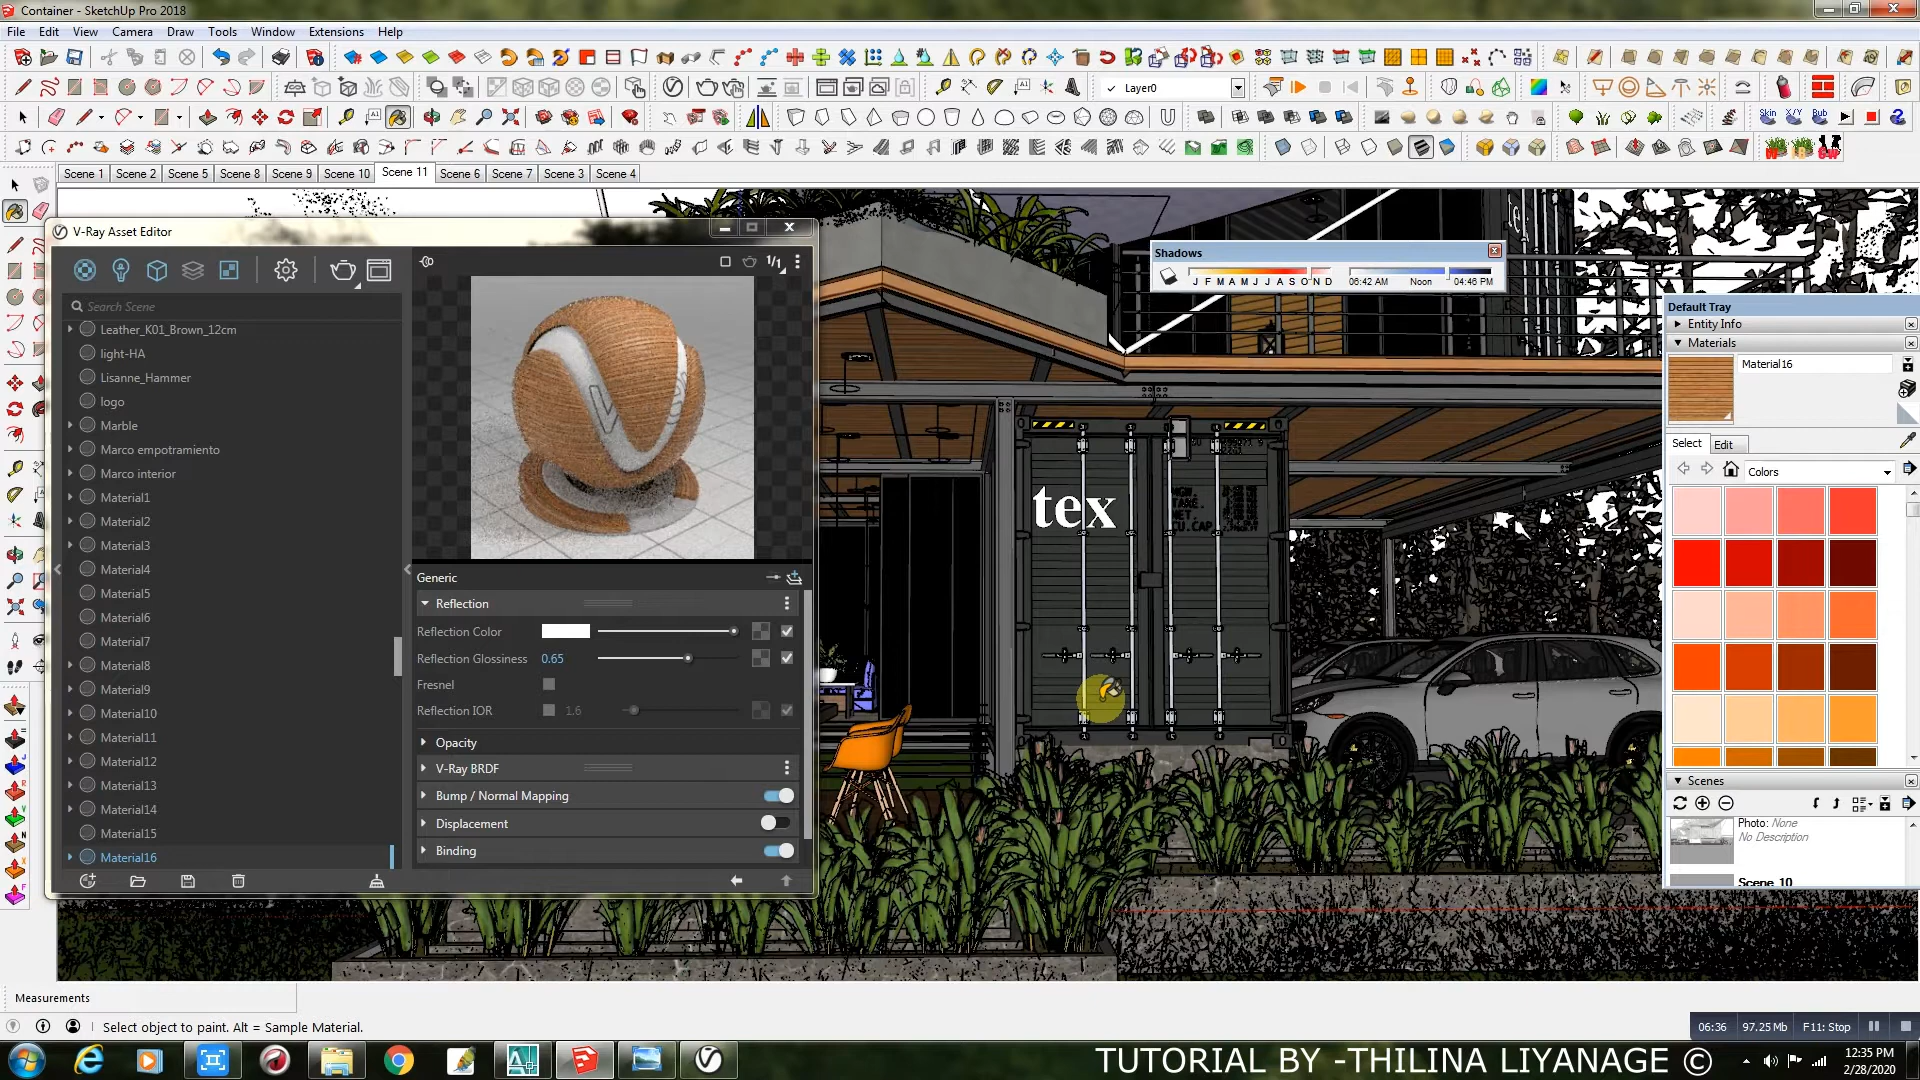 Container - SketchUp Pro 2018
File Edit View Camera Draw Tools Window Extensions Help
Layer0
Skin X/Y Bub
Scene 1 Scene 2 Scene 5 Scene 8 Scene 9 Scene 10 Scene 11 Scene 6 Scene 7 Scene 3 Scene 4
V-Ray Asset Editor
1/1
Search Scene
Leather_K01_Brown_12cm
light-HA
Lisanne_Hammer
logo
Marble
Marco empotramiento
Marco interior
Material1
Material2
Material3
Material4
Material5
Material6
Material7
Material8
Material9
Material10
Material11
Material12
Material13
Material14
Material15
Material16
Generic
Reflection
Reflection Color
Reflection Glossiness 0.65
Fresnel
Reflection IOR 1.6
Opacity
V-Ray BRDF
Bump / Normal Mapping
Displacement
Binding
Shadows
J F M A M J J A S O N D 06:42 AM Noon 04:46 PM
tex
Default Tray
Entity Info
Materials
Material16
Select Edit
Colors
Scenes
Photo: None
No Description
Scene 10
Measurements
Select object to paint. Alt = Sample Material.
06:36 97.25 Mb F11: Stop
TUTORIAL BY -THILINA LIYANAGE ©
12:35 PM
2/28/2020